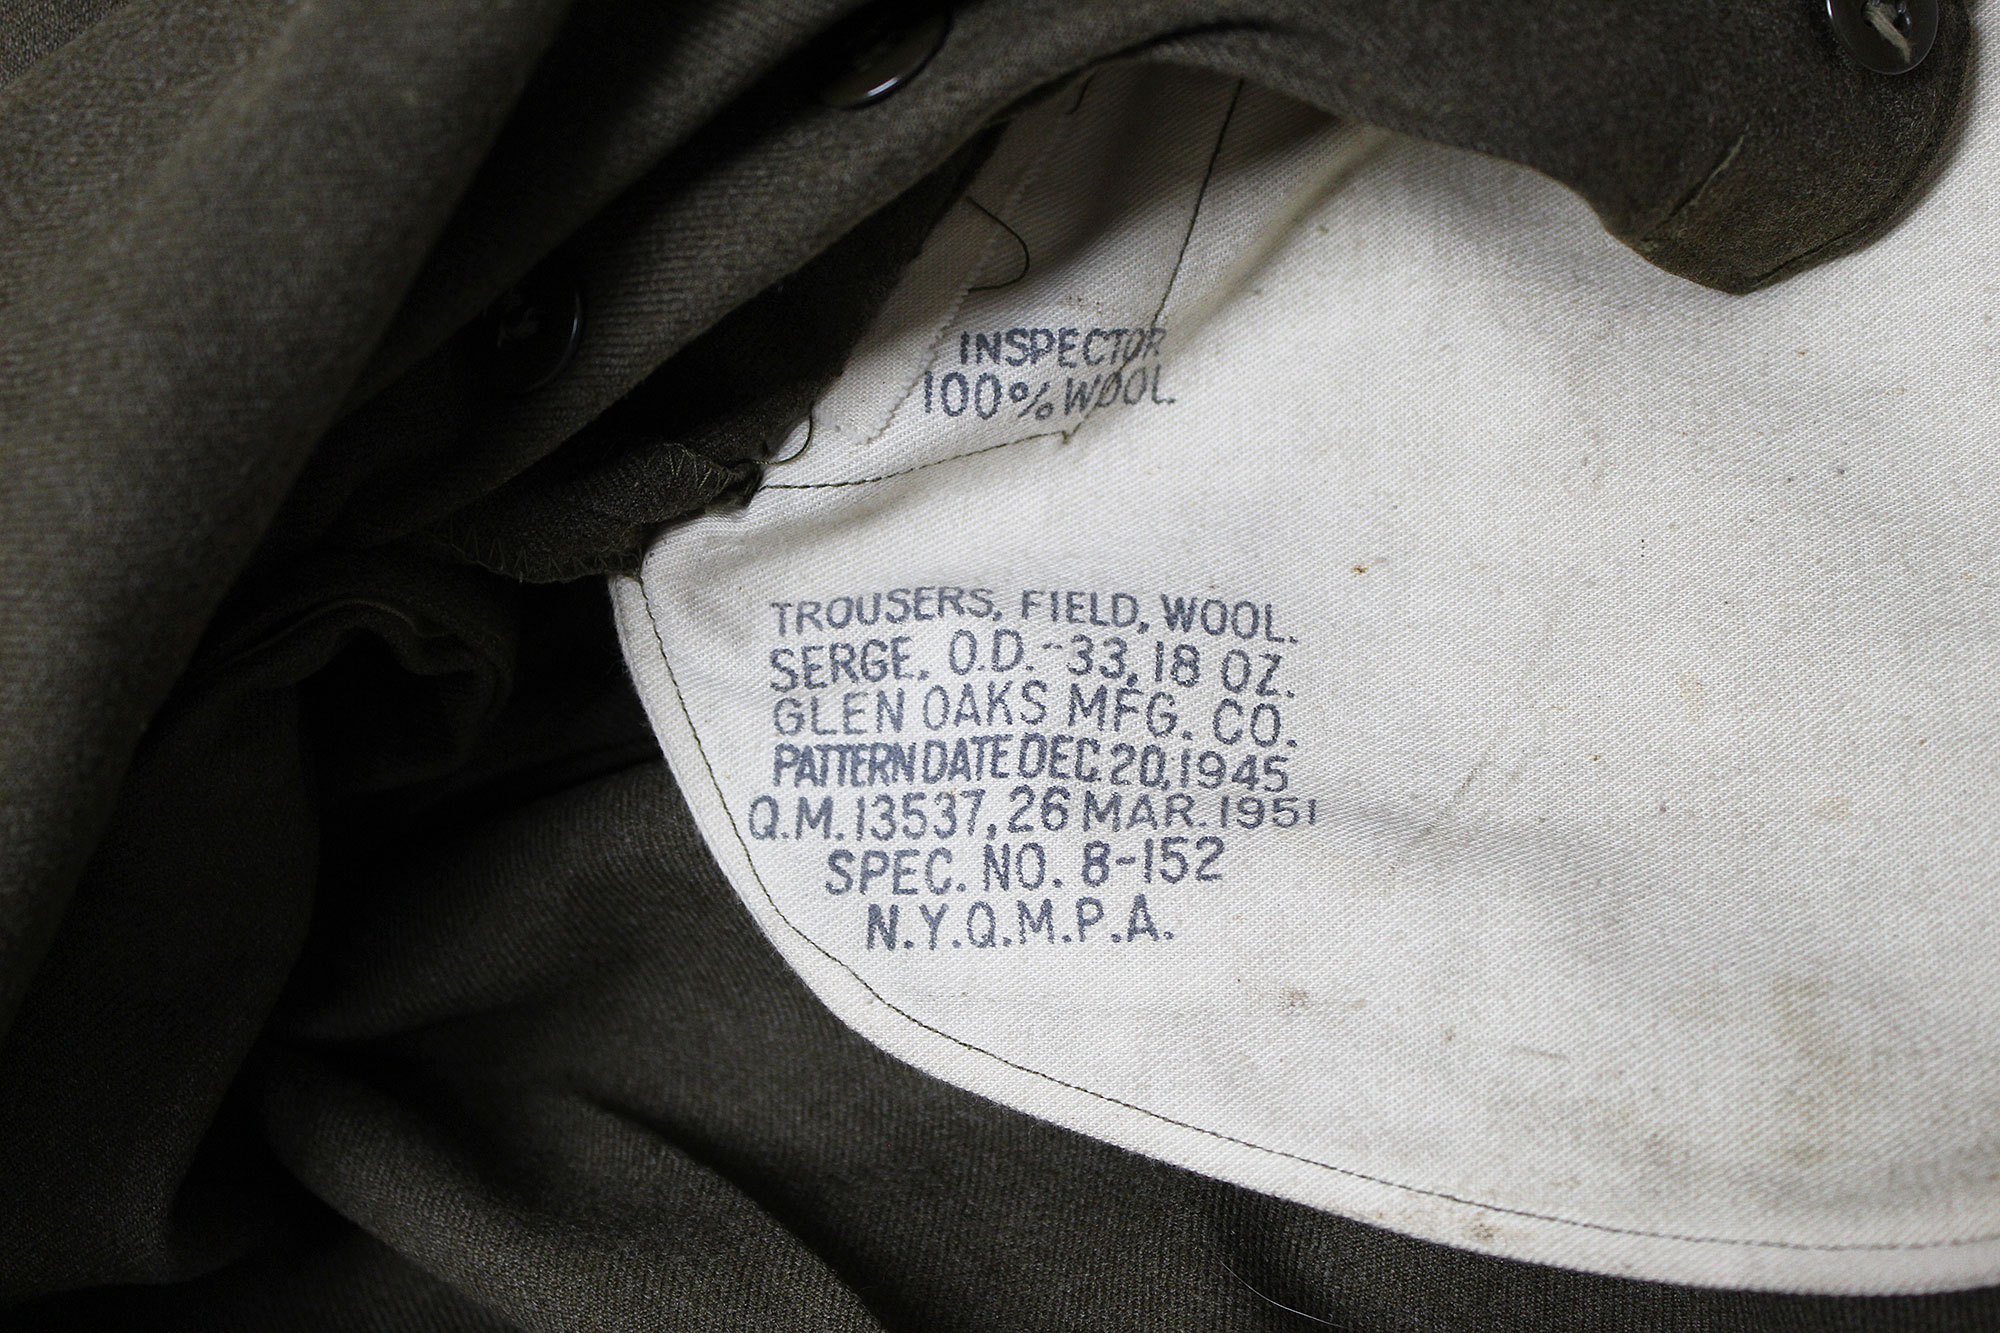 INSPECTOR
100% WOOL.
TROUSERS, FIELD, WOOL.
SERGE, O.D.-33, 18 OZ.
GLEN OAKS MFG. CO.
PATTERN DATE DEC 20, 1945
Q.M. 13537, 26 MAR. 1951
SPEC. NO. 8-152
N.Y.Q.M.P.A.